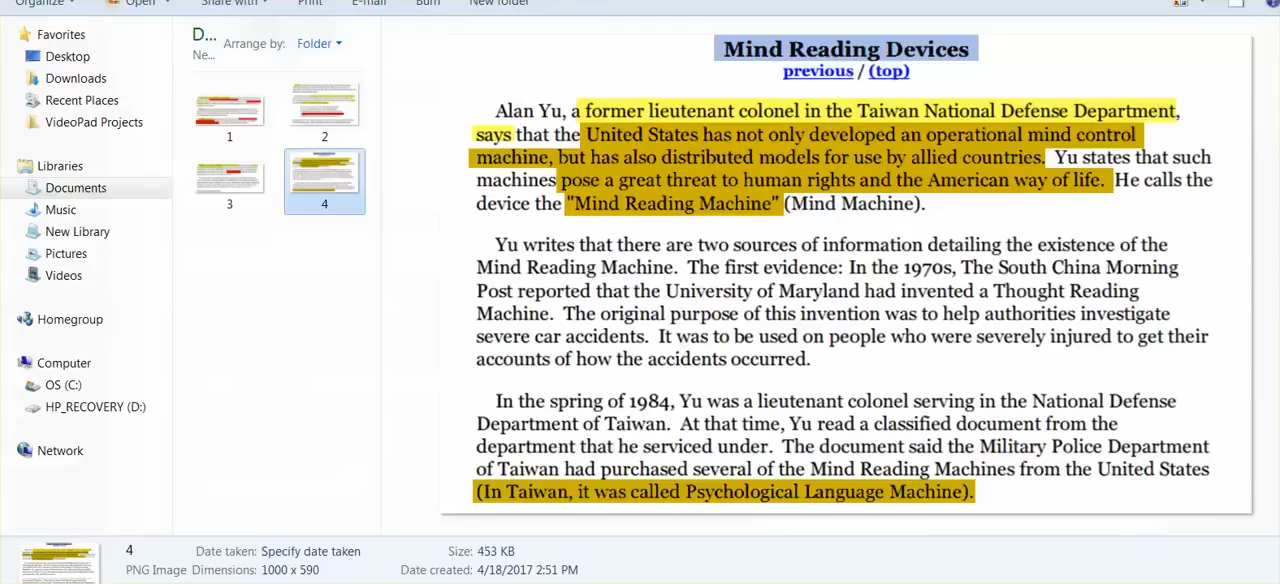 Organize
Open
Share with
Print
E-mail
Burn
New folder
Favorites
Desktop
Downloads
Recent Places
VideoPad Projects
Libraries
Documents
Music
New Library
Pictures
Videos
Homegroup
Computer
OS (C:)
HP_RECOVERY (D:)
Network
D...
Ne...
Arrange by: Folder
1
2
3
4
Mind Reading Devices
previous / (top)
Alan Yu, a former lieutenant colonel in the Taiwan National Defense Department,
says that the United States has not only developed an operational mind control
machine, but has also distributed models for use by allied countries. Yu states that such
machines pose a great threat to human rights and the American way of life. He calls the
device the "Mind Reading Machine" (Mind Machine).
Yu writes that there are two sources of information detailing the existence of the
Mind Reading Machine. The first evidence: In the 1970s, The South China Morning
Post reported that the University of Maryland had invented a Thought Reading
Machine. The original purpose of this invention was to help authorities investigate
severe car accidents. It was to be used on people who were severely injured to get their
accounts of how the accidents occurred.
In the spring of 1984, Yu was a lieutenant colonel serving in the National Defense
Department of Taiwan. At that time, Yu read a classified document from the
department that he serviced under. The document said the Military Police Department
of Taiwan had purchased several of the Mind Reading Machines from the United States
(In Taiwan, it was called Psychological Language Machine).
4
Date taken: Specify date taken
Size: 453 KB
PNG Image
Dimensions: 1000 x 590
Date created: 4/18/2017 2:51 PM